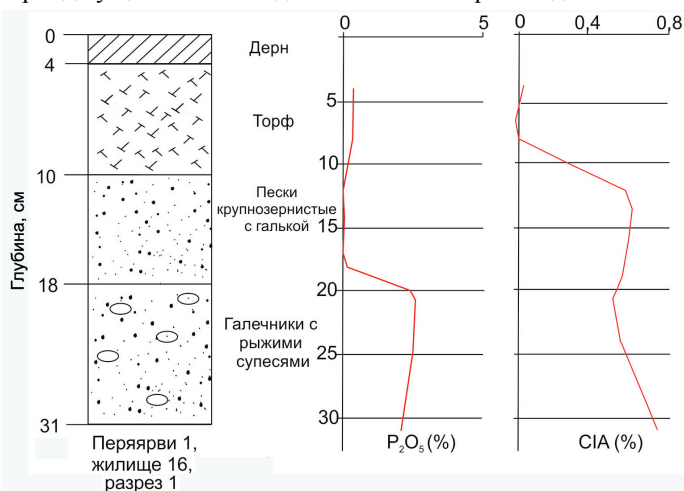 0
4
10
18
31
Глубина, см
Дерн
Торф
Пески
крупнозернистые
с галькой
Галечники с
рыжими
супесями
Перяярви 1,
жилище 16,
разрез 1
0 5
5
10
15
20
25
30
P₂O₅ (%)
0 0,4 0,8
CIA (%)